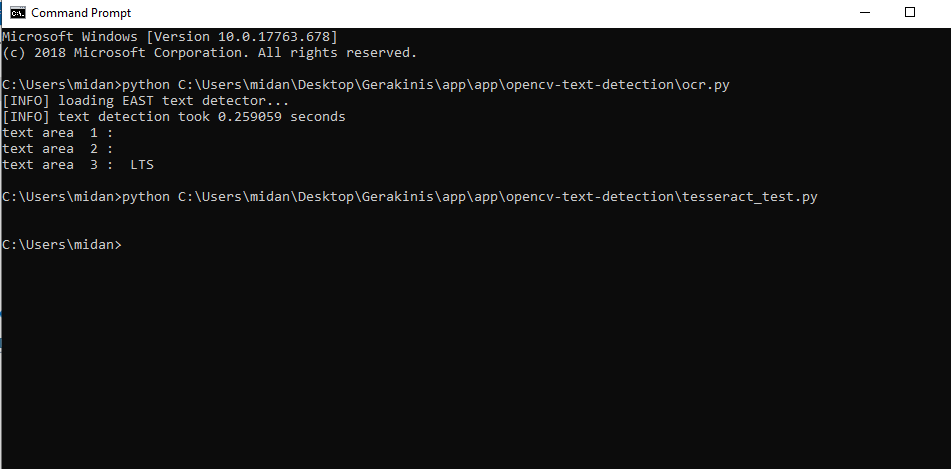 Command Prompt
Microsoft Windows [Version 10.0.17763.678]
(c) 2018 Microsoft Corporation. All rights reserved.
C:\Users\midan>python C:\Users\midan\Desktop\Gerakinis\app\app\opencv-text-detection\ocr.py
[INFO] loading EAST text detector...
[INFO] text detection took 0.259059 seconds
text area  1 :
text area  2 :
text area  3 :  LTS
C:\Users\midan>python C:\Users\midan\Desktop\Gerakinis\app\app\opencv-text-detection\tesseract_test.py
C:\Users\midan>